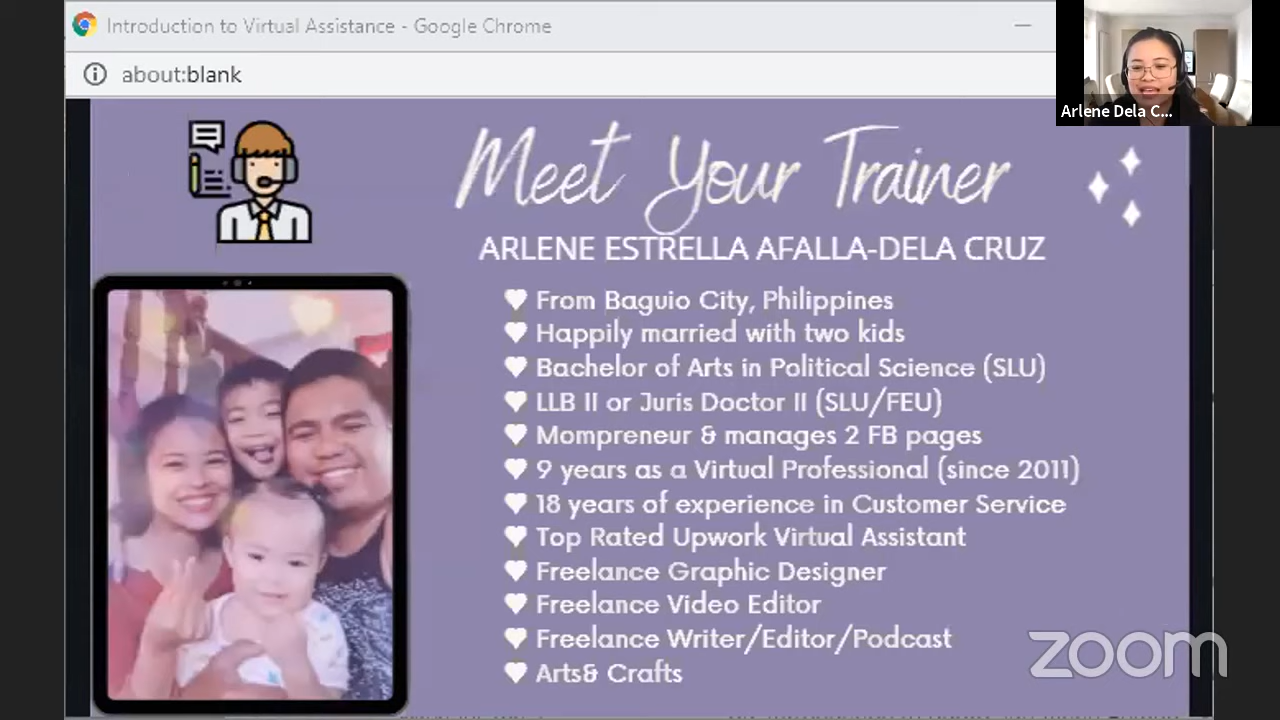 Introduction to Virtual Assistance - Google Chrome
about:blank
Arlene Dela C...
Meet Your Trainer
ARLENE ESTRELLA AFALLA-DELA CRUZ
From Baguio City, Philippines
Happily married with two kids
Bachelor of Arts in Political Science (SLU)
LLB II or Juris Doctor II (SLU/FEU)
Mompreneur & manages 2 FB pages
9 years as a Virtual Professional (since 2011)
18 years of experience in Customer Service
Top Rated Upwork Virtual Assistant
Freelance Graphic Designer
Freelance Video Editor
Freelance Writer/Editor/Podcast
Arts& Crafts
zoom